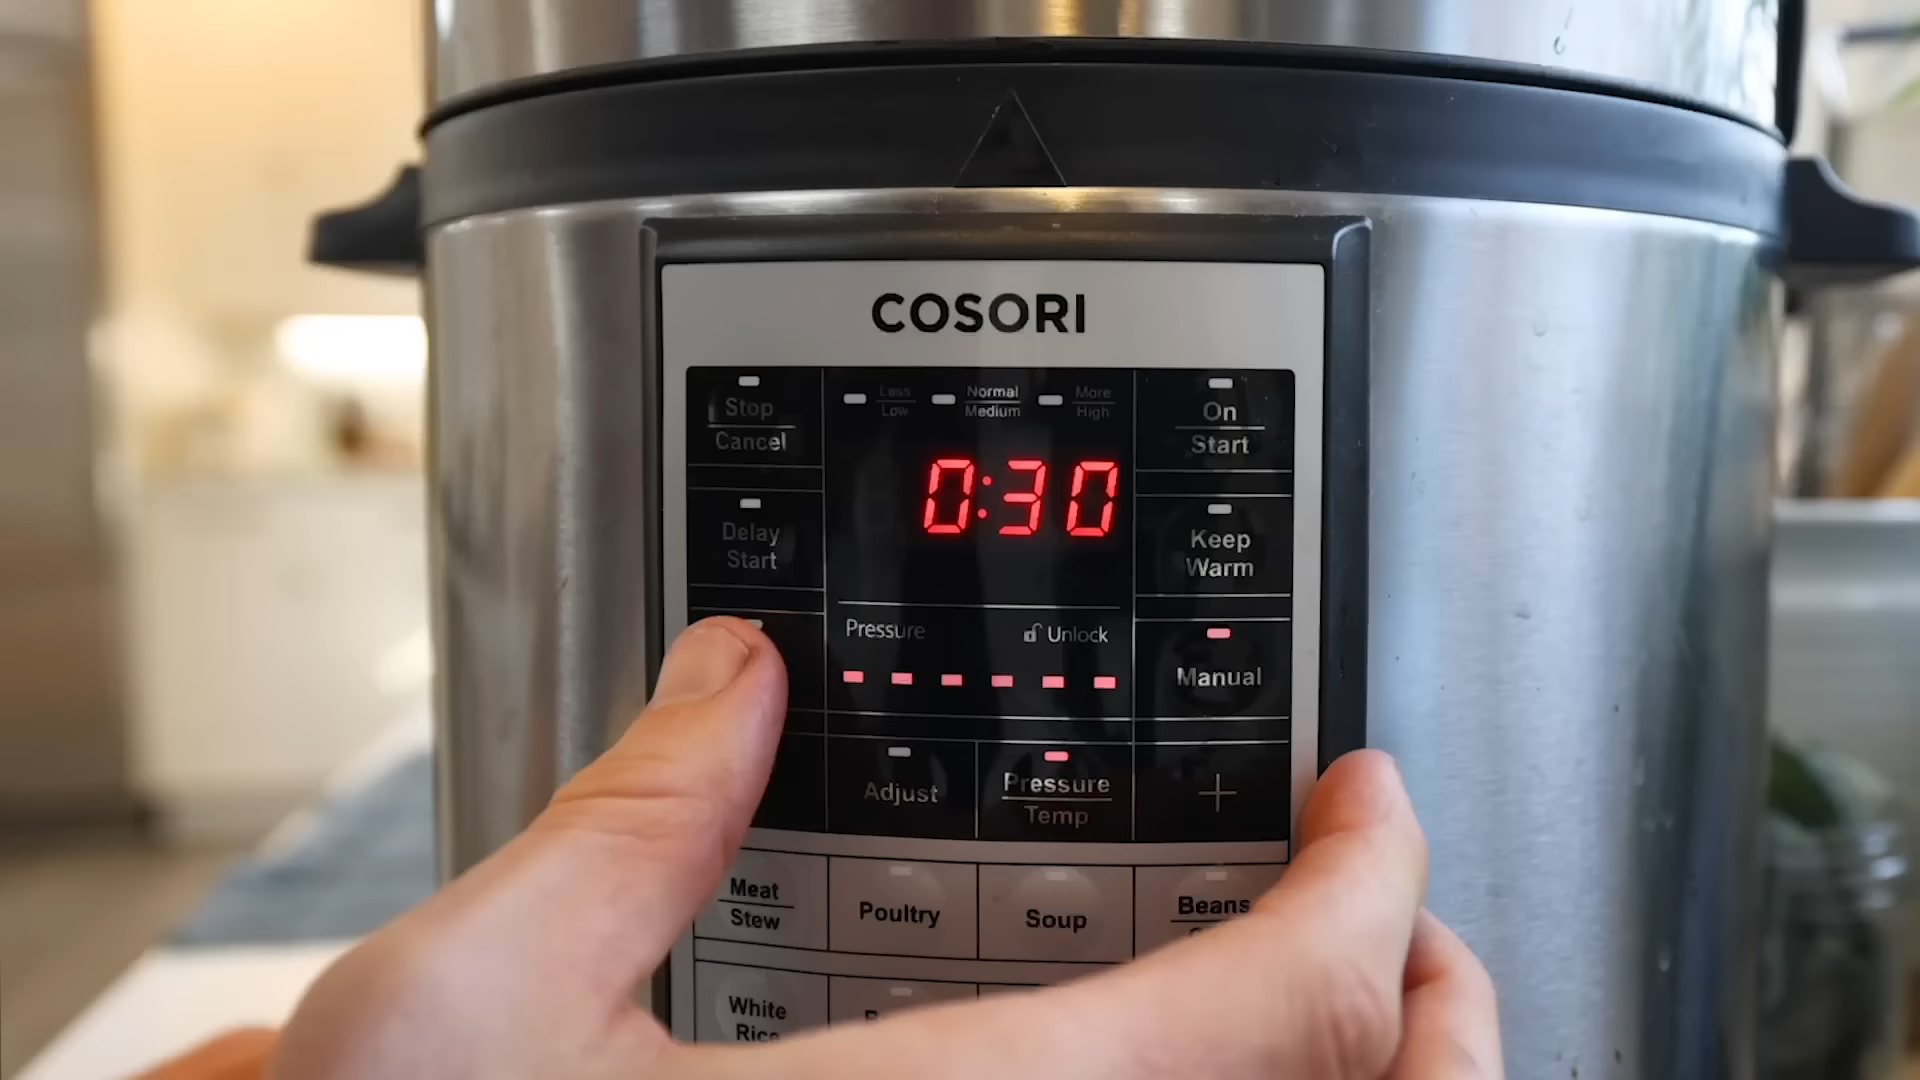 COSORI
Stop
Cancel
Less
Low
Normal
Medium
More
High
On
Start
0:30
Delay
Start
Keep
Warm
Pressure
Unlock
Manual
Adjust
Pressure
Temp
+
Meat
Stew
Poultry
Soup
Beans
White
Rice